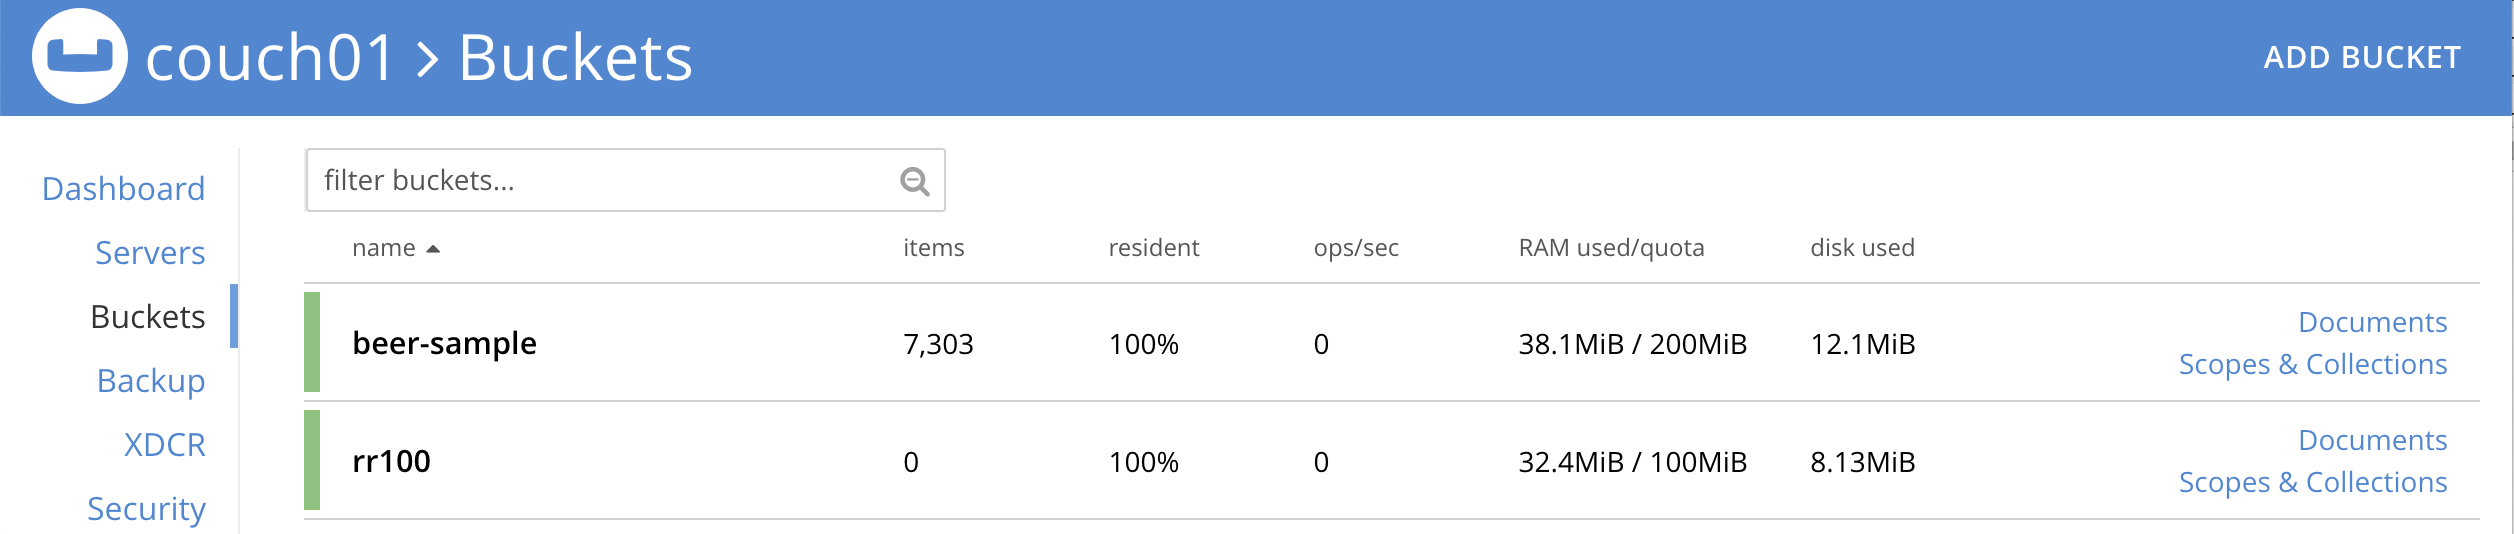 couch01 > Buckets
ADD BUCKET
Dashboard
Servers
Buckets
Backup
XDCR
Security
filter buckets...
name items resident ops/sec RAM used/quota disk used
beer-sample 7,303 100% 0 38.1MiB / 200MiB 12.1MiB
Documents
Scopes & Collections
rr100 0 100% 0 32.4MiB / 100MiB 8.13MiB
Documents
Scopes & Collections